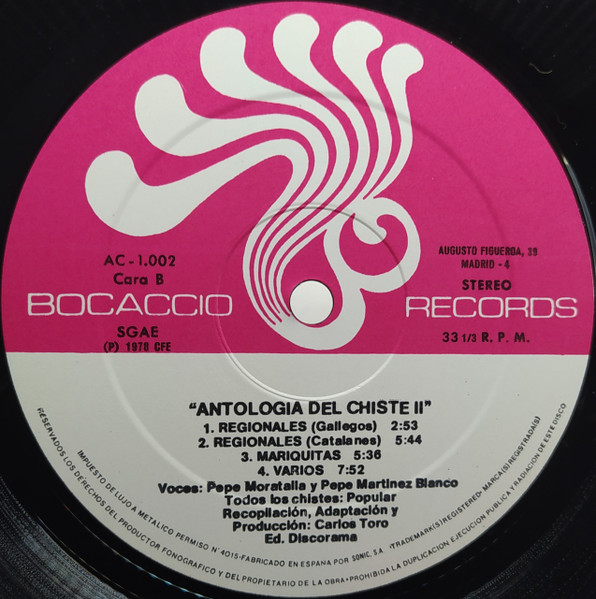 AC-1.002
Cara B
AUGUSTO FIGUEROA, 39
MADRID - 4
STEREO
BOCACCIO RECORDS
SGAE
(P) 1978 CFE
33 1/3 R. P. M.
"ANTOLOGIA DEL CHISTE II"
1. REGIONALES (Gallegos) 2:53
2. REGIONALES (Catalanes) 5:44
3. MARIQUITAS 5:36
4. VARIOS 7:52
Voces: Pepe Moratalla y Pepe Martinez Blanco
Todos los chistes: Popular
Recopilación, Adaptación y
Producción: Carlos Toro
Ed. Discorama
IMPUESTO DE LUJO A METALICO PERMISO Nº 4015-FABRICADO EN ESPAÑA POR SONIC, S.A. (TRADEMARK(S) REGISTERED-MARCA(S) REGISTRADA(S)
RESERVADOS LOS DERECHOS DEL PRODUCTOR FONOGRAFICO Y DEL PROPIETARIO DE LA OBRA-PROHIBIDA LA DUPLICACION EJECUCION PUBLICA Y RADIACION DE ESTE DISCO